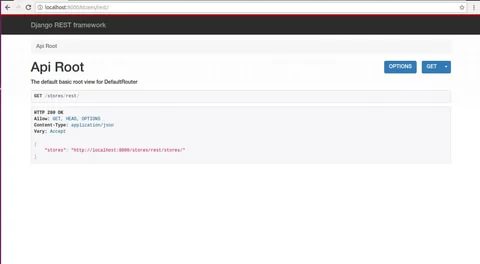 localhost:8000/stores/rest/
Django REST framework
Api Root
Api Root
OPTIONS
GET
The default basic root view for DefaultRouter
GET /stores/rest/
HTTP 200 OK
Allow: GET, HEAD, OPTIONS
Content-Type: application/json
Vary: Accept
{
"stores": "http://localhost:8000/stores/rest/stores/"
}